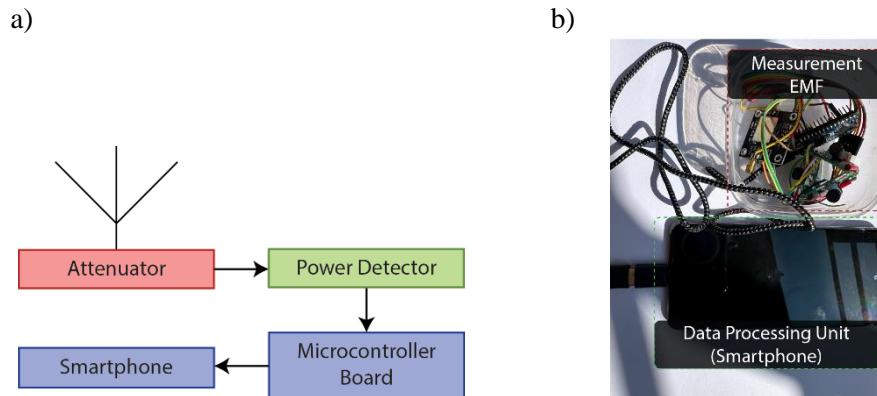 a)
b)
Attenuator
Power Detector
Smartphone
Microcontroller
Board
Measurement
EMF
Data Processing Unit
(Smartphone)